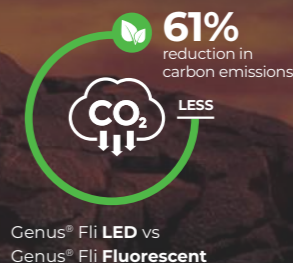 61%
reduction in
carbon emissions
LESS
CO₂
Genus® Fli LED vs
Genus® Fli Fluorescent